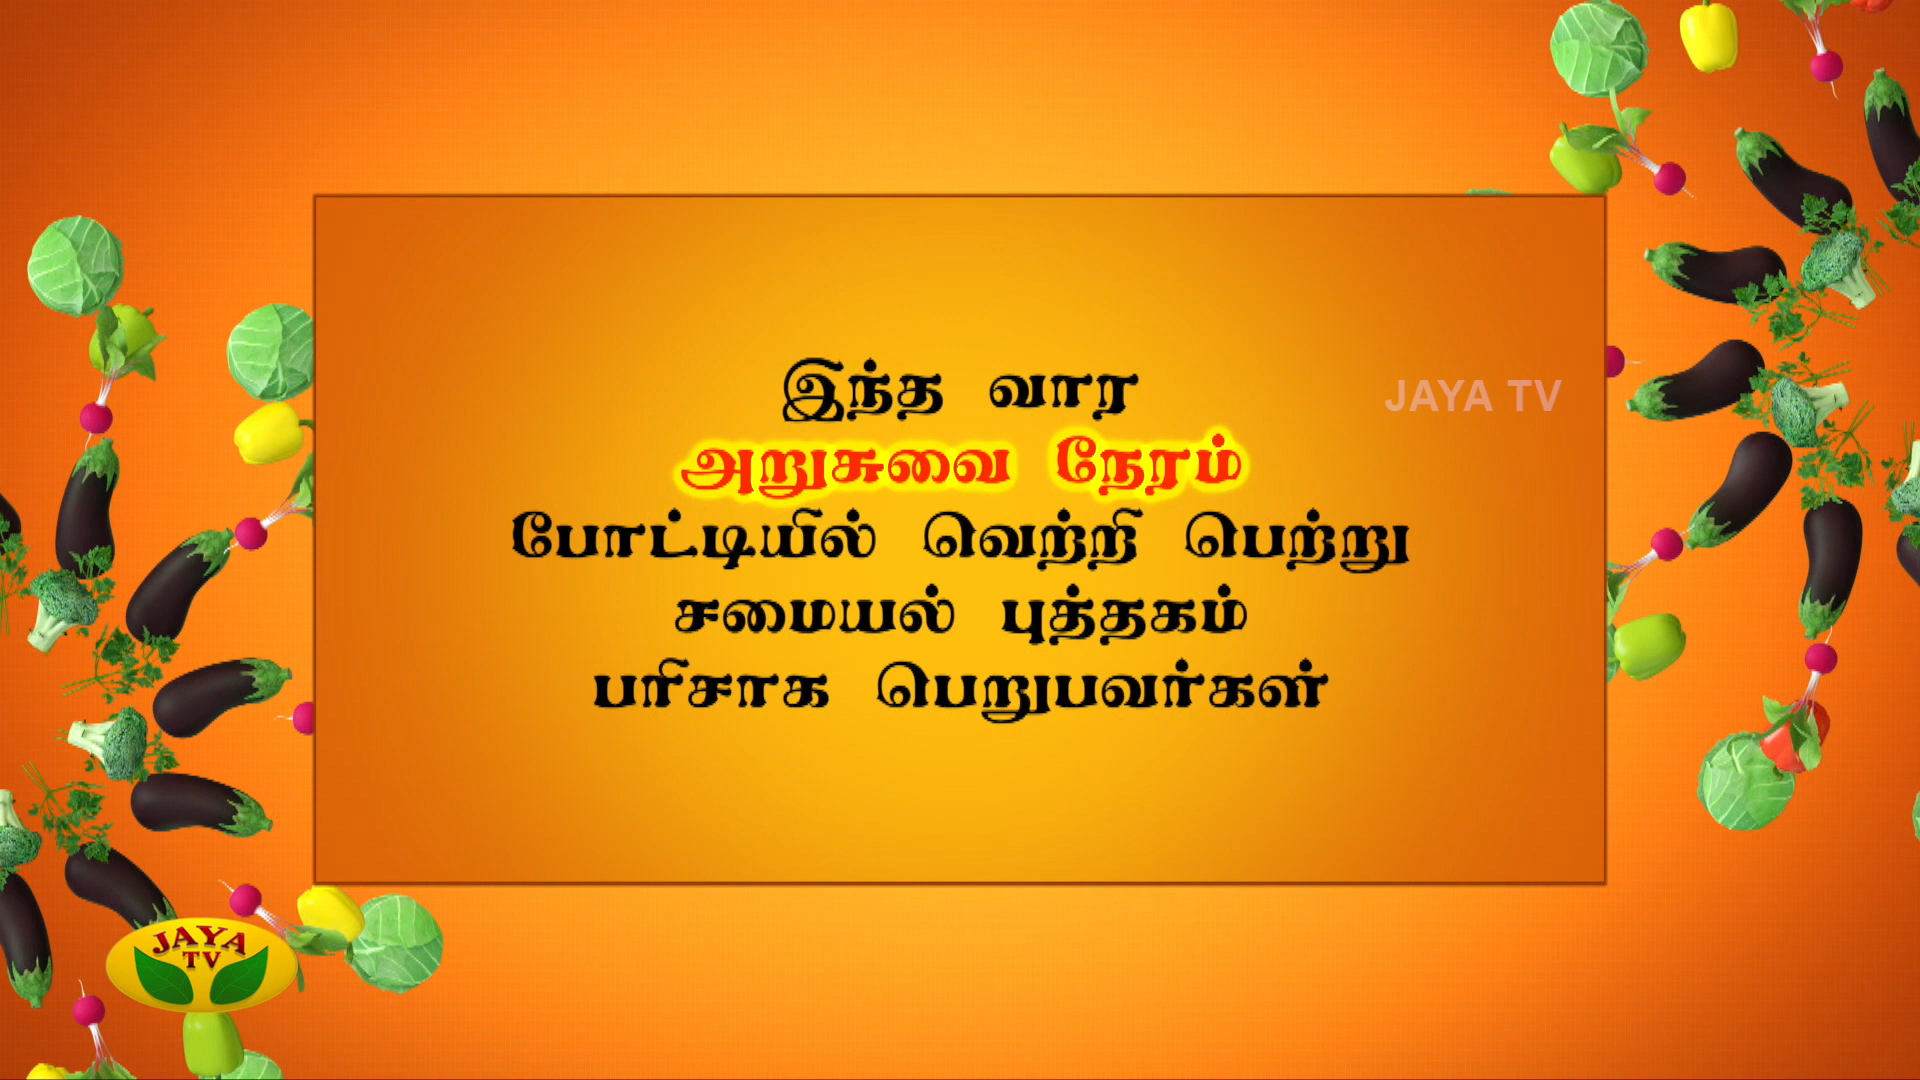 இந்த வார
JAYA TV
அறுசுவை நேரம்
போட்டியில் வெற்றி பெற்று
சமையல் புத்தகம்
பரிசாக பெறுபவர்கள்
JAYA
TV